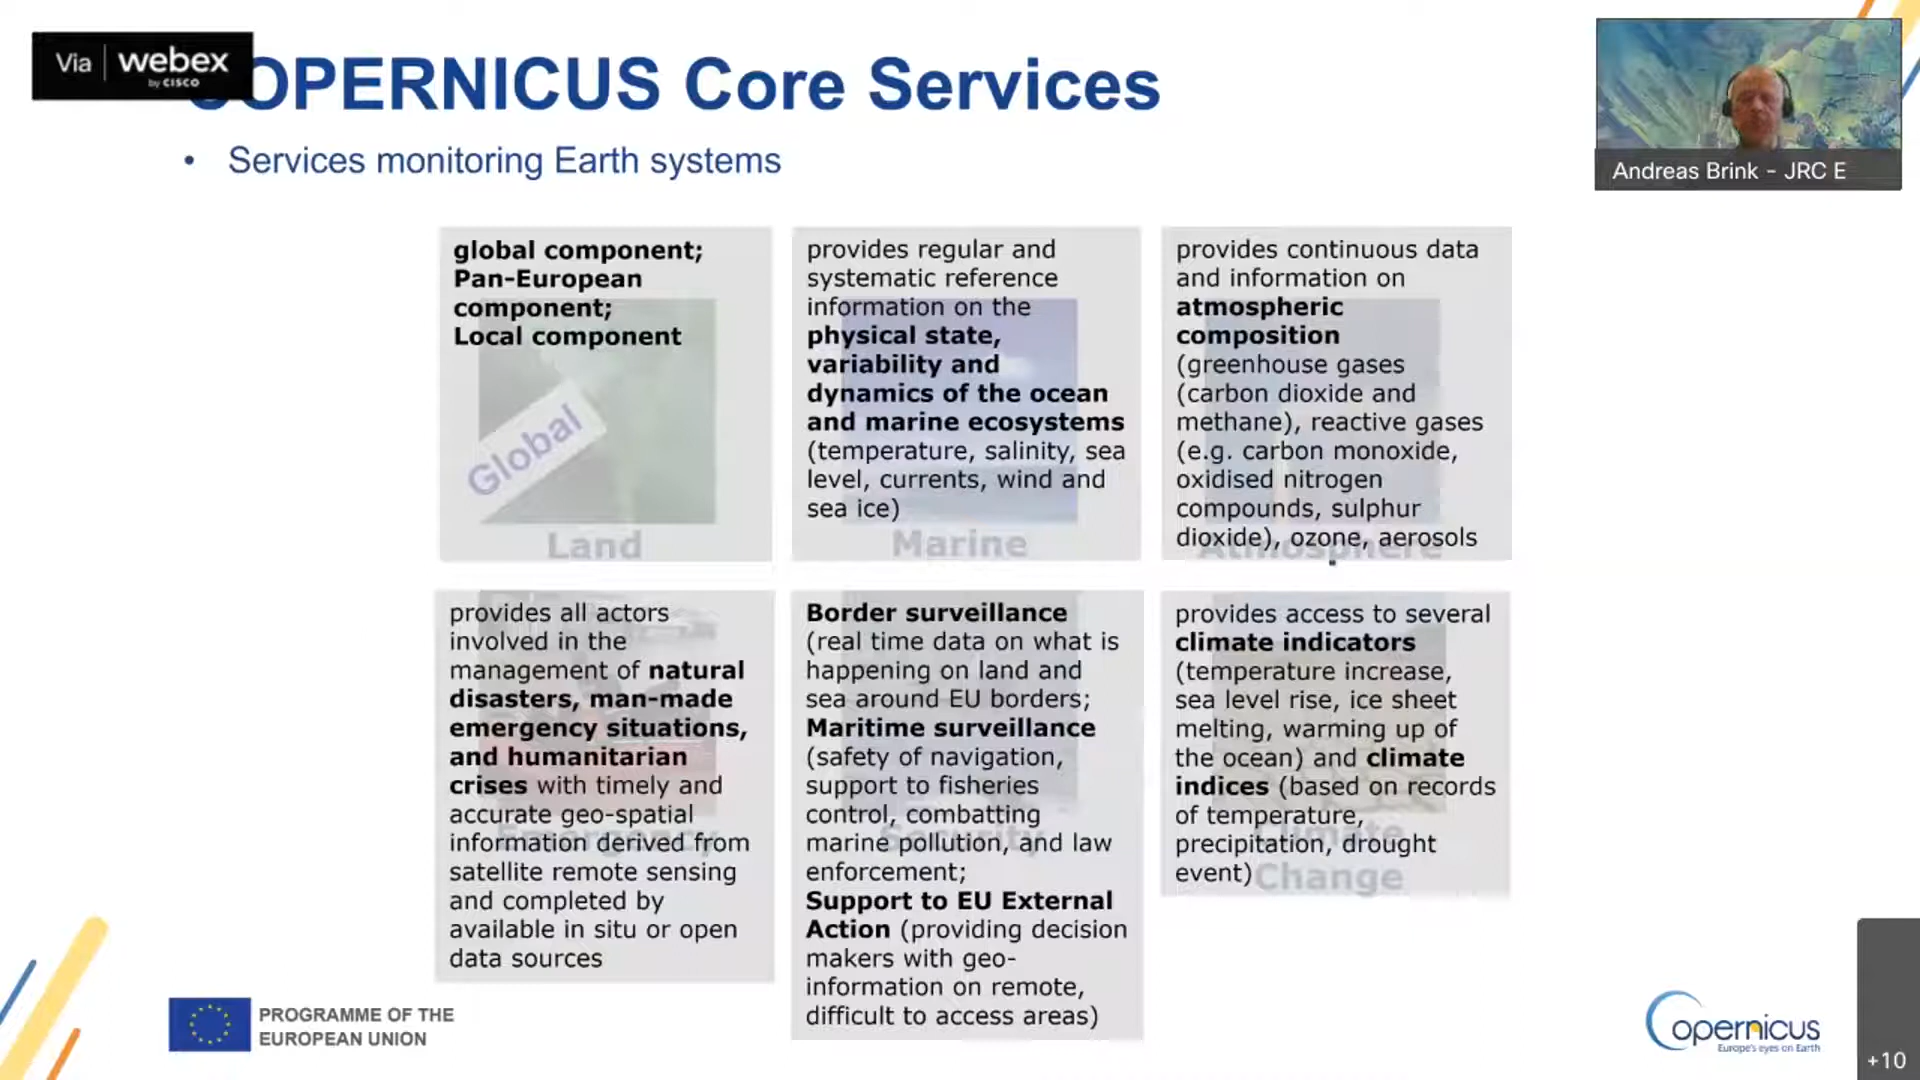 Via webex
by CISCO
OPERNICUS Core Services
• Services monitoring Earth systems
Andreas Brink - JRC E
global component;
Pan-European
component;
Local component
Global
Land
provides regular and
systematic reference
information on the
physical state,
variability and
dynamics of the ocean
and marine ecosystems
(temperature, salinity, sea
level, currents, wind and
sea ice)
Marine
provides continuous data
and information on
atmospheric
composition
(greenhouse gases
(carbon dioxide and
methane), reactive gases
(e.g. carbon monoxide,
oxidised nitrogen
compounds, sulphur
dioxide), ozone, aerosols
Atmosphere
provides all actors
involved in the
management of natural
disasters, man-made
emergency situations,
and humanitarian
crises with timely and
accurate geo-spatial
information derived from
satellite remote sensing
and completed by
available in situ or open
data sources
Emergency
Border surveillance
(real time data on what is
happening on land and
sea around EU borders;
Maritime surveillance
(safety of navigation,
support to fisheries
control, combatting
marine pollution, and law
enforcement;
Support to EU External
Action (providing decision
makers with geo-
information on remote,
difficult to access areas)
Security
provides access to several
climate indicators
(temperature increase,
sea level rise, ice sheet
melting, warming up of
the ocean) and climate
indices (based on records
of temperature,
precipitation, drought
event)
Climate
Change
PROGRAMME OF THE
EUROPEAN UNION
opernicus
Europe's eyes on Earth
+10